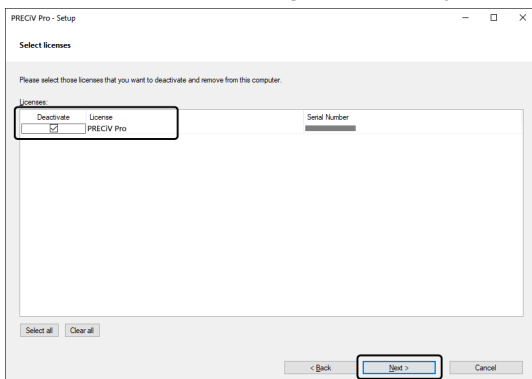 PRECiV Pro - Setup
Select licenses
Please select those licenses that you want to deactivate and remove from this computer.
Licenses:
Deactivate License Serial Number
PRECiV Pro
Select all Clear all
< Back Next > Cancel